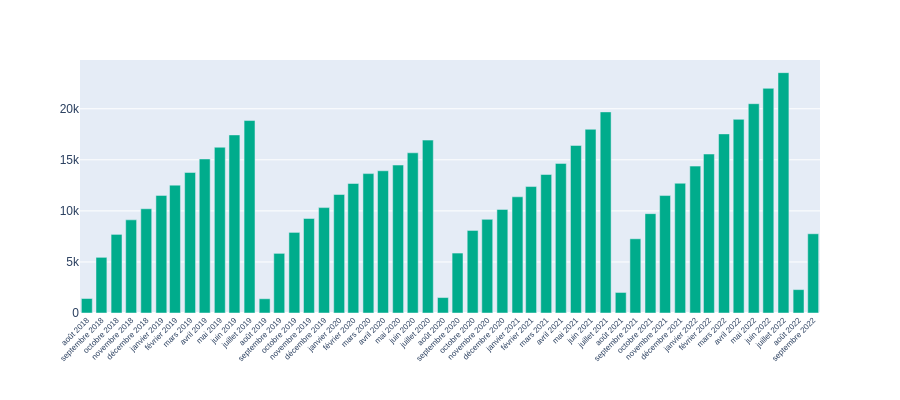 20k
15k
10k
5k
0
août 2018
septembre 2018
octobre 2018
novembre 2018
décembre 2018
janvier 2019
février 2019
mars 2019
avril 2019
mai 2019
juin 2019
juillet 2019
août 2019
septembre 2019
octobre 2019
novembre 2019
décembre 2019
janvier 2020
février 2020
mars 2020
avril 2020
mai 2020
juin 2020
juillet 2020
août 2020
septembre 2020
octobre 2020
novembre 2020
décembre 2020
janvier 2021
février 2021
mars 2021
avril 2021
mai 2021
juin 2021
juillet 2021
août 2021
septembre 2021
octobre 2021
novembre 2021
décembre 2021
janvier 2022
février 2022
mars 2022
avril 2022
mai 2022
juin 2022
juillet 2022
août 2022
septembre 2022